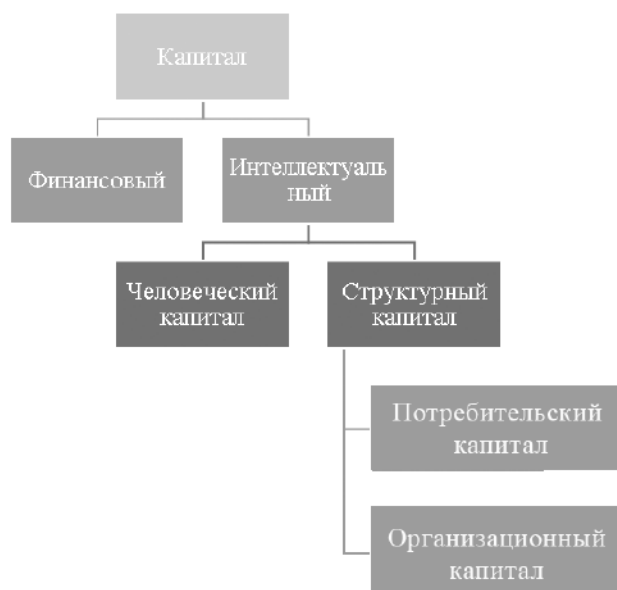 Капитал
Финансовый
Интеллектуаль
ный
Человеческий
капитал
Структурный
капитал
Потребительский
капитал
Организационный
капитал